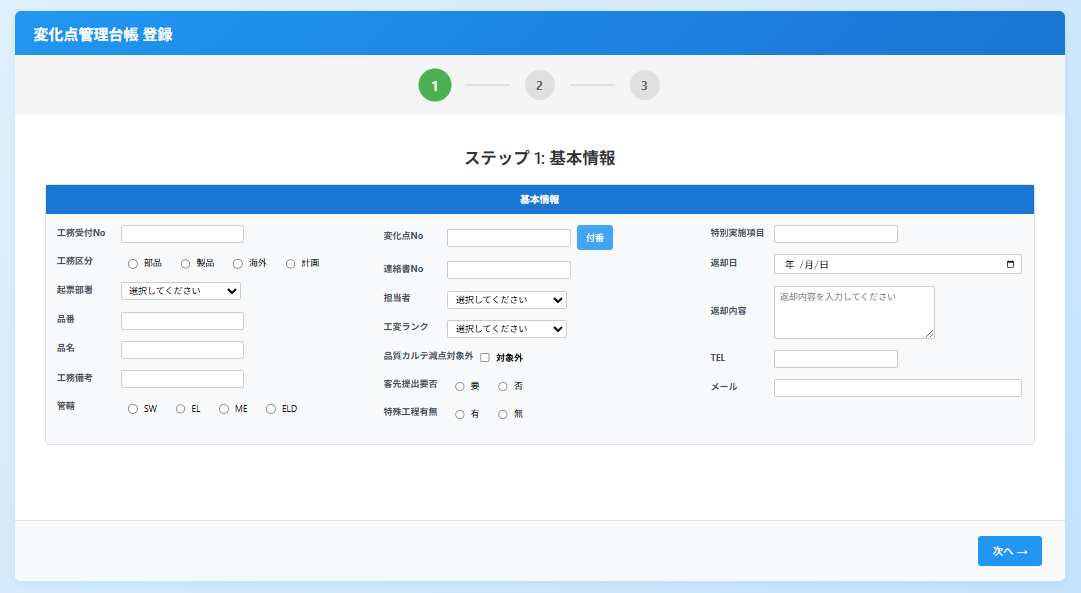 変化点管理台帳 登録
1
2
3
ステップ 1: 基本情報
基本情報
工務受付No
工務区分
部品
製品
海外
計画
起票部署
選択してください
品番
品名
工務備考
管轄
SW
EL
ME
ELD
変化点No
付番
連絡書No
担当者
選択してください
工変ランク
選択してください
品質カルテ減点対象外
対象外
客先提出要否
要
否
特殊工程有無
有
無
特別実施項目
返却日
年 /月/日
返却内容
返却内容を入力してください
TEL
メール
次へ →